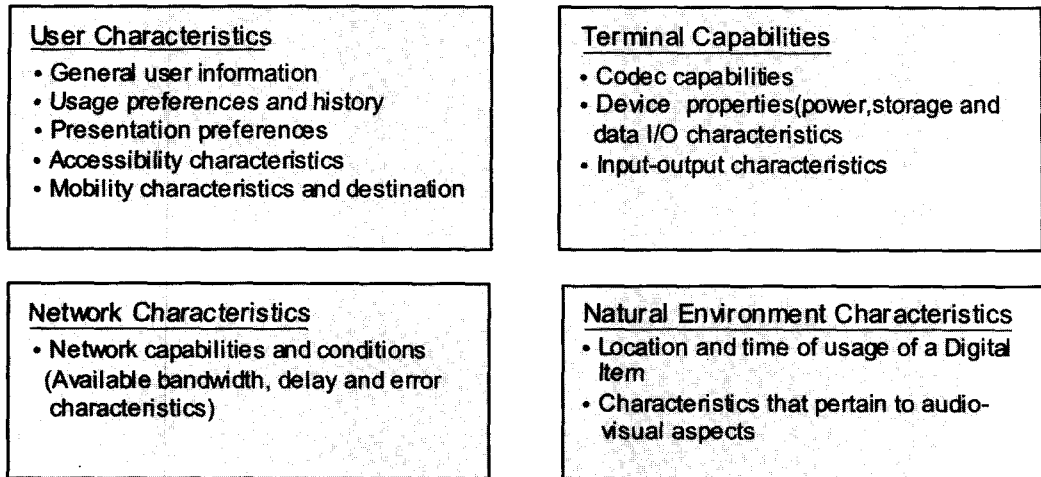 User Characteristics
• General user information
• Usage preferences and history
• Presentation preferences
• Accessibility characteristics
• Mobility characteristics and destination
Terminal Capabilities
• Codec capabilities
• Device properties(power,storage and
data I/O characteristics
• Input-output characteristics
Network Characteristics
• Network capabilities and conditions
(Available bandwidth, delay and error
characteristics)
Natural Environment Characteristics
• Location and time of usage of a Digital
Item
• Characteristics that pertain to audio-
visual aspects